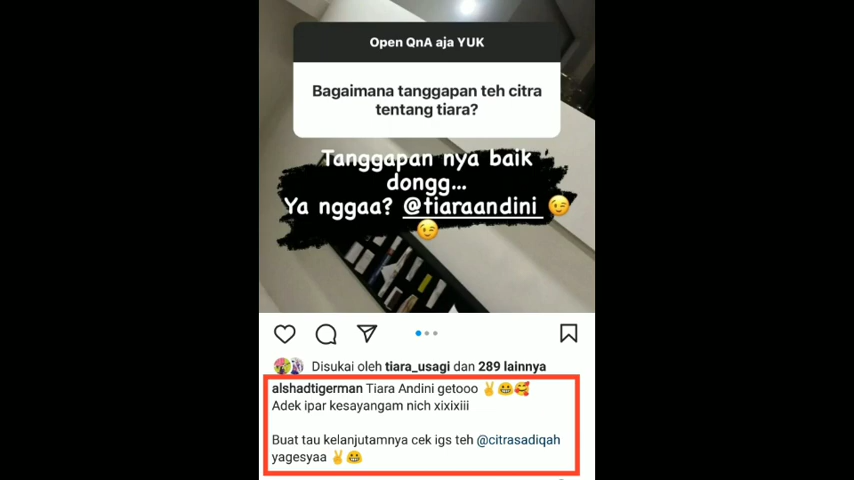 Open QnA aja YUK
Bagaimana tanggapan teh citra
tentang tiara?
Tanggapan nya baik
dongg...
Ya nggaa? @tiaraandini 😉
😉
Disukai oleh tiara_usagi dan 289 lainnya
alshadtigerman Tiara Andini getooo ✌️😁🥰
Adek ipar kesayangam nich xixixiii
Buat tau kelanjutamnya cek igs teh @citrasadiqah
yagesyaa ✌️😁